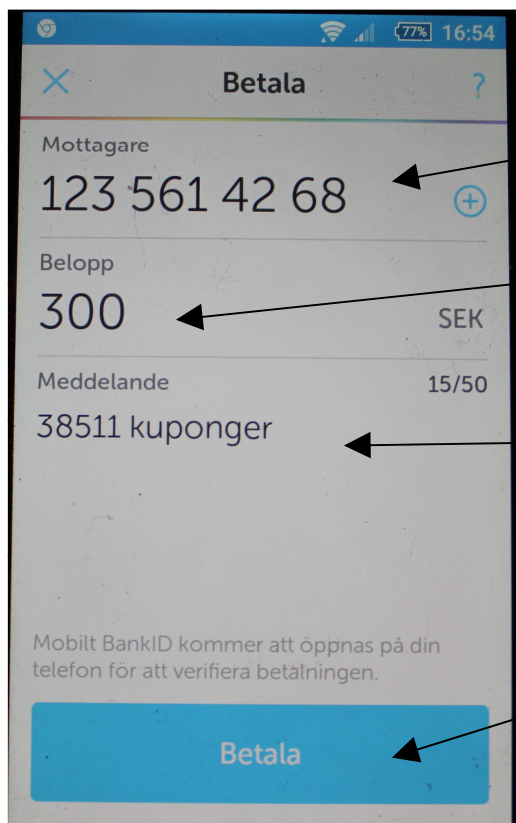 77% 16:54
Betala ?
Mottagare
123 561 42 68
Belopp
300 SEK
Meddelande 15/50
38511 kuponger
Mobilt BankID kommer att öppnas på din
telefon för att verifiera betalningen.
Betala